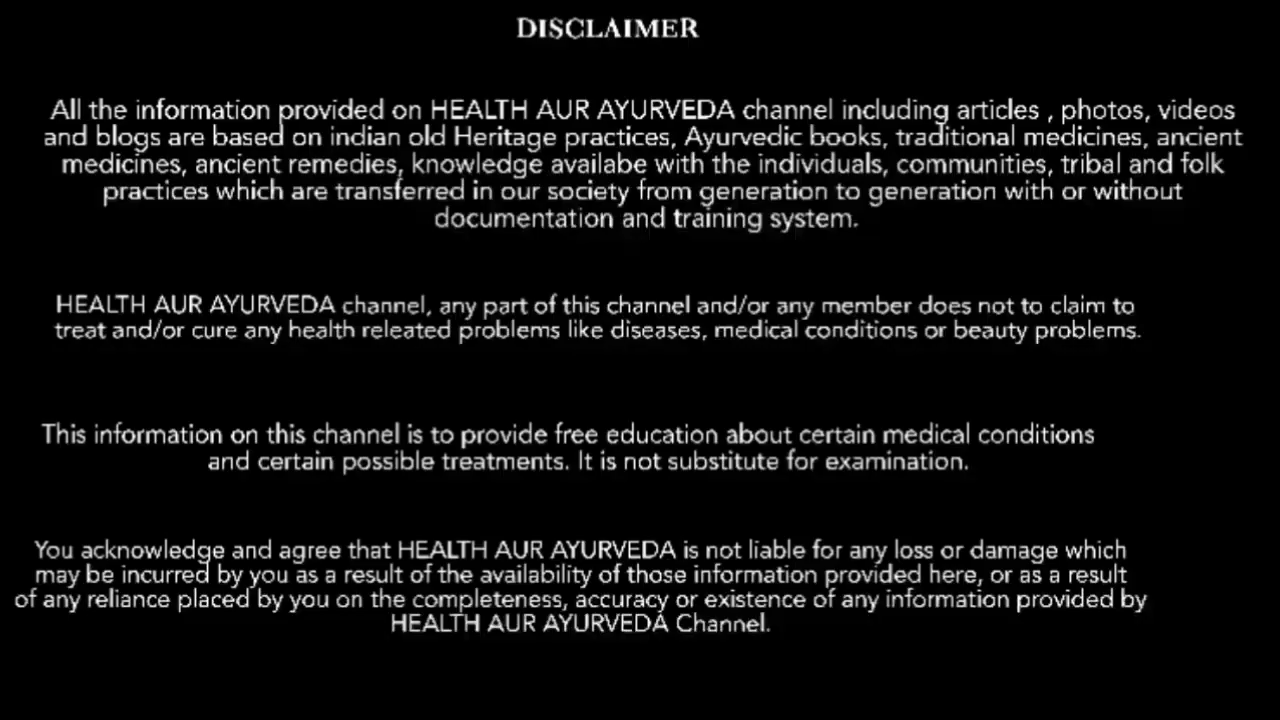 DISCLAIMER
All the information provided on HEALTH AUR AYURVEDA channel including articles , photos, videos
and blogs are based on indian old Heritage practices, Ayurvedic books, traditional medicines, ancient
medicines, ancient remedies, knowledge availabe with the individuals, communities, tribal and folk
practices which are transferred in our society from generation to generation with or without
documentation and training system.
HEALTH AUR AYURVEDA channel, any part of this channel and/or any member does not to claim to
treat and/or cure any health releated problems like diseases, medical conditions or beauty problems.
This information on this channel is to provide free education about certain medical conditions
and certain possible treatments. It is not substitute for examination.
You acknowledge and agree that HEALTH AUR AYURVEDA is not liable for any loss or damage which
may be incurred by you as a result of the availability of those information provided here, or as a result
of any reliance placed by you on the completeness, accuracy or existence of any information provided by
HEALTH AUR AYURVEDA Channel.